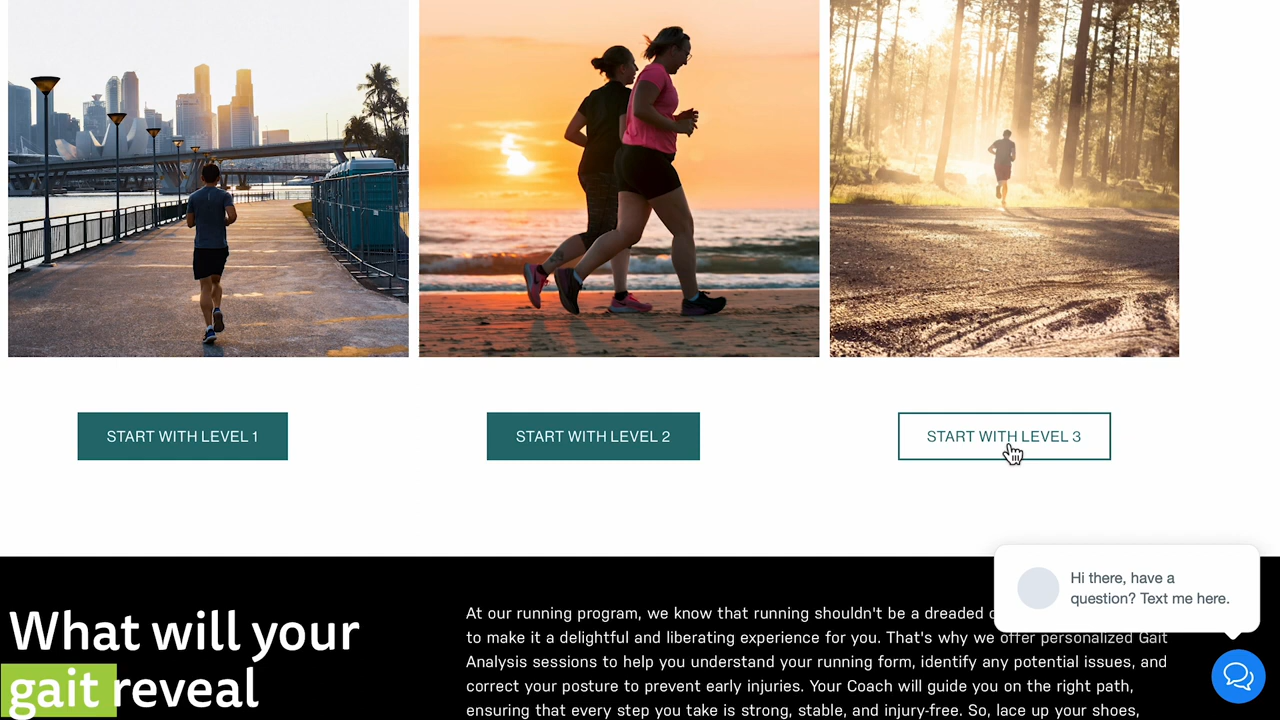 START WITH LEVEL 1
START WITH LEVEL 2
START WITH LEVEL 3
What will your
gait reveal
At our running program, we know that running shouldn't be a dreaded
to make it a delightful and liberating experience for you. That's why we offer personalized Gait
Analysis sessions to help you understand your running form, identify any potential issues, and
correct your posture to prevent early injuries. Your Coach will guide you on the right path,
ensuring that every step you take is strong, stable, and injury-free. So, lace up your shoes,
Hi there, have a
question? Text me here.